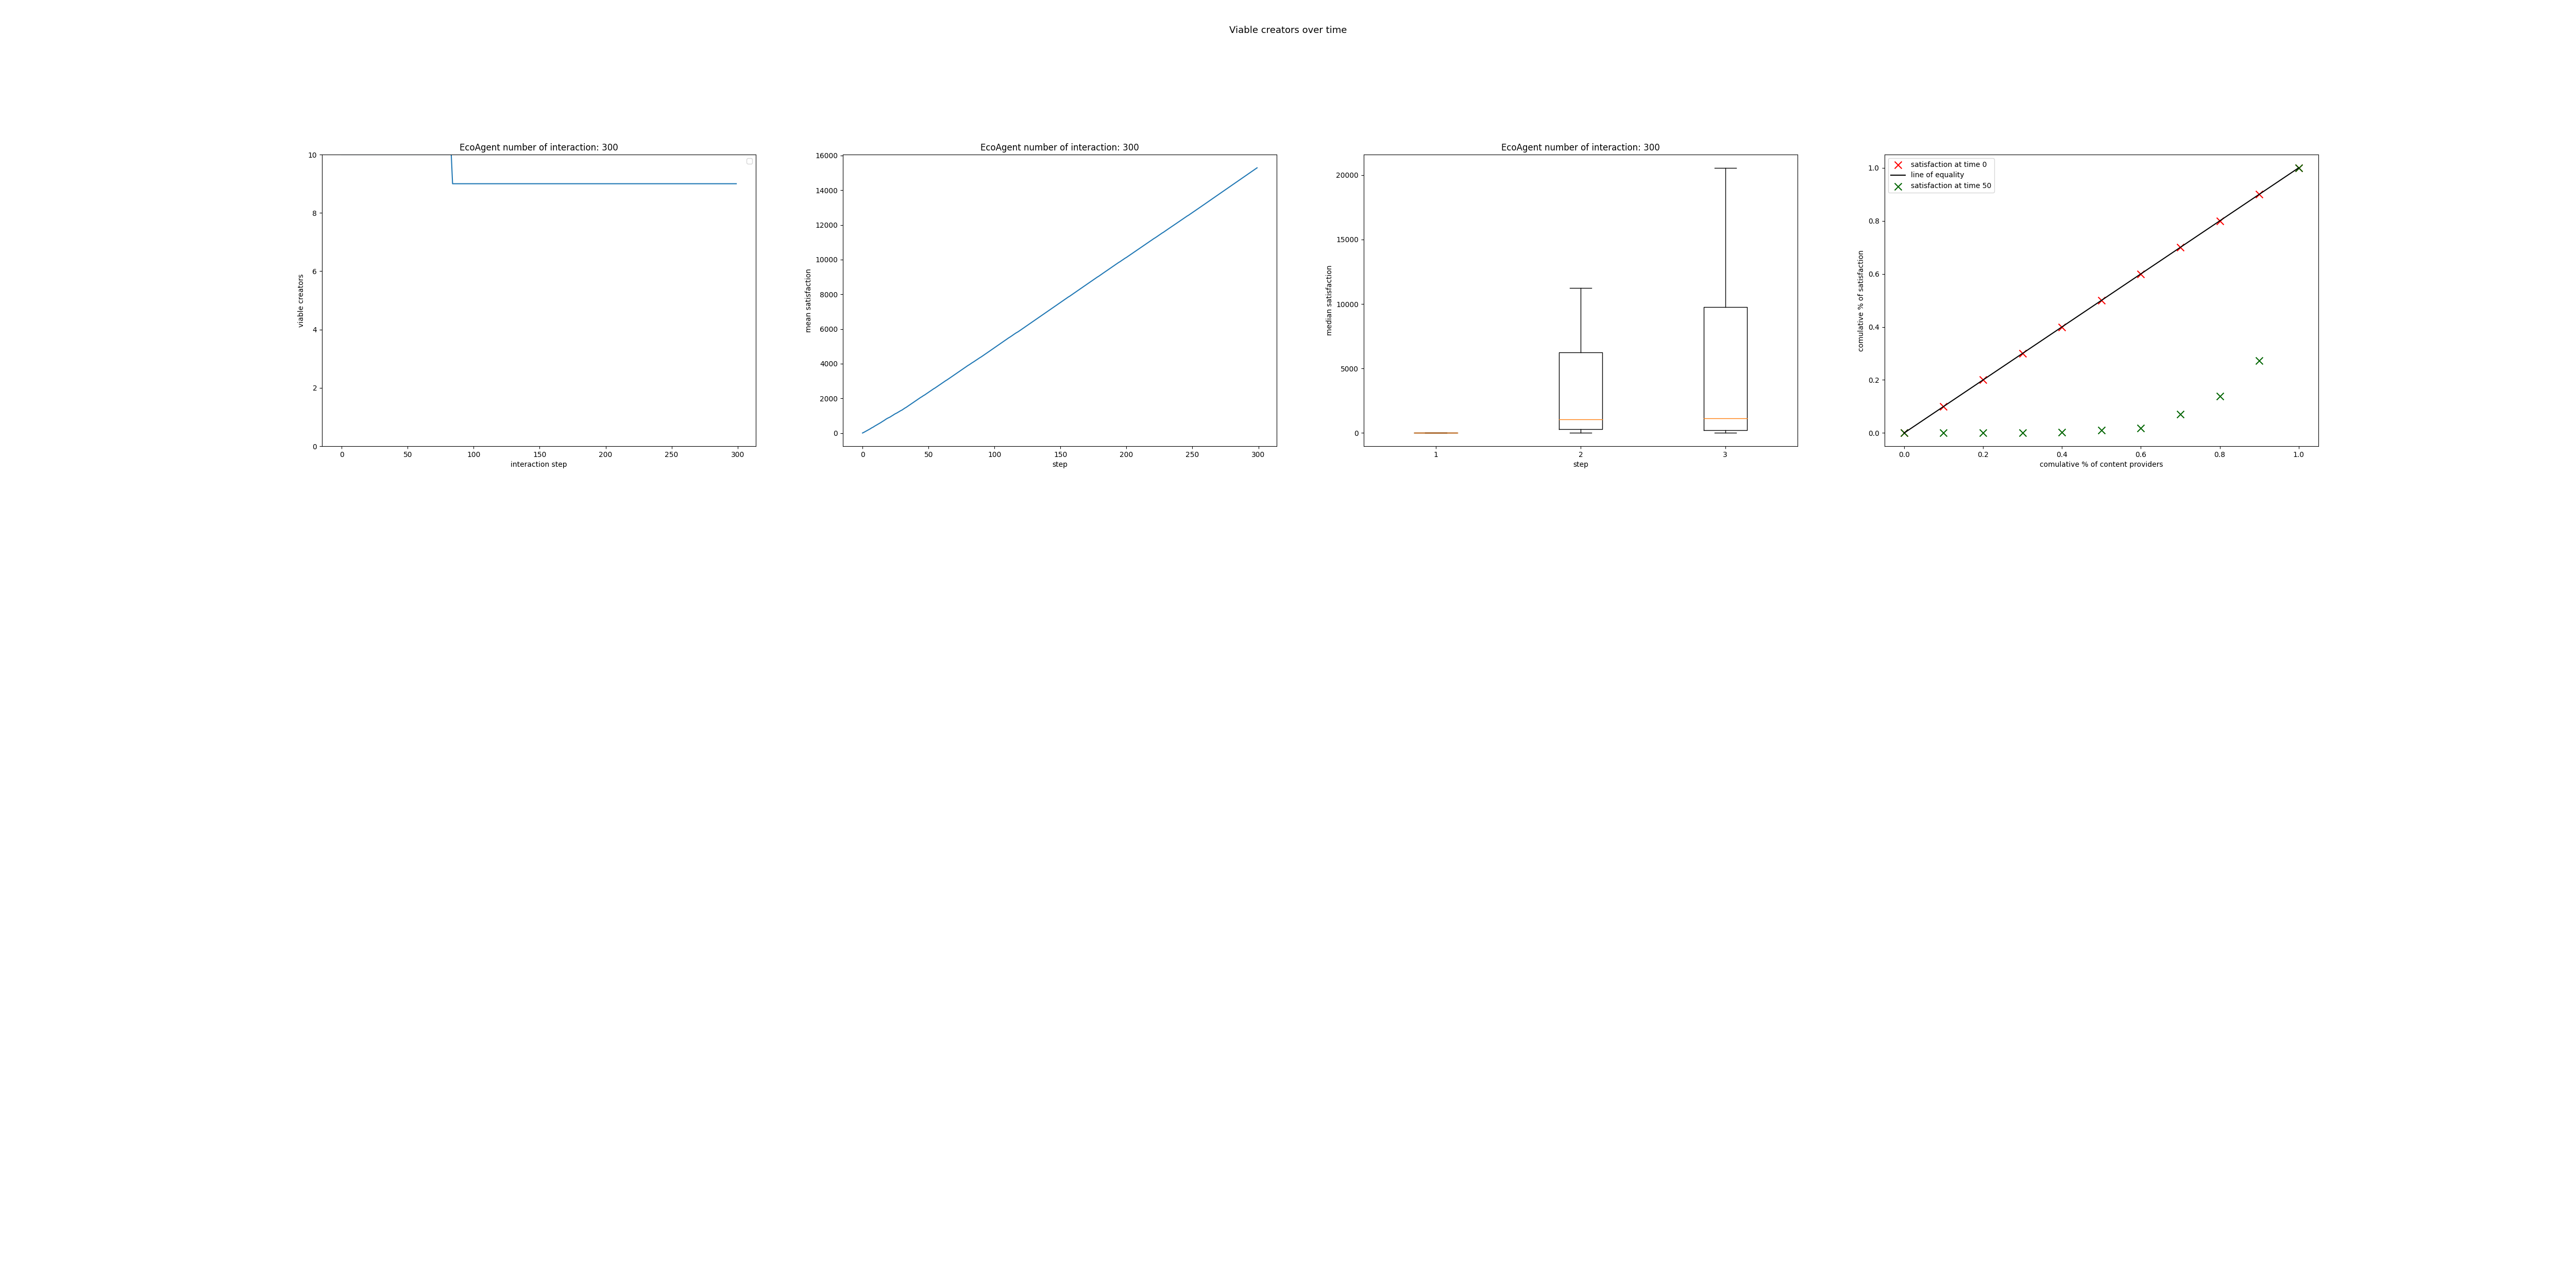 Viable creators over time
EcoAgent number of interaction: 300
10
8
6
4
2
0
viable creators
0 50 100 150 200 250 300
interaction step
EcoAgent number of interaction: 300
16000
14000
12000
10000
8000
6000
4000
2000
0
mean satisfaction
0 50 100 150 200 250 300
step
EcoAgent number of interaction: 300
20000
15000
10000
5000
0
median satisfaction
1 2 3
step
satisfaction at time 0
line of equality
satisfaction at time 50
1.0
0.8
0.6
0.4
0.2
0.0
comulative % of satisfaction
0.0 0.2 0.4 0.6 0.8 1.0
comulative % of content providers